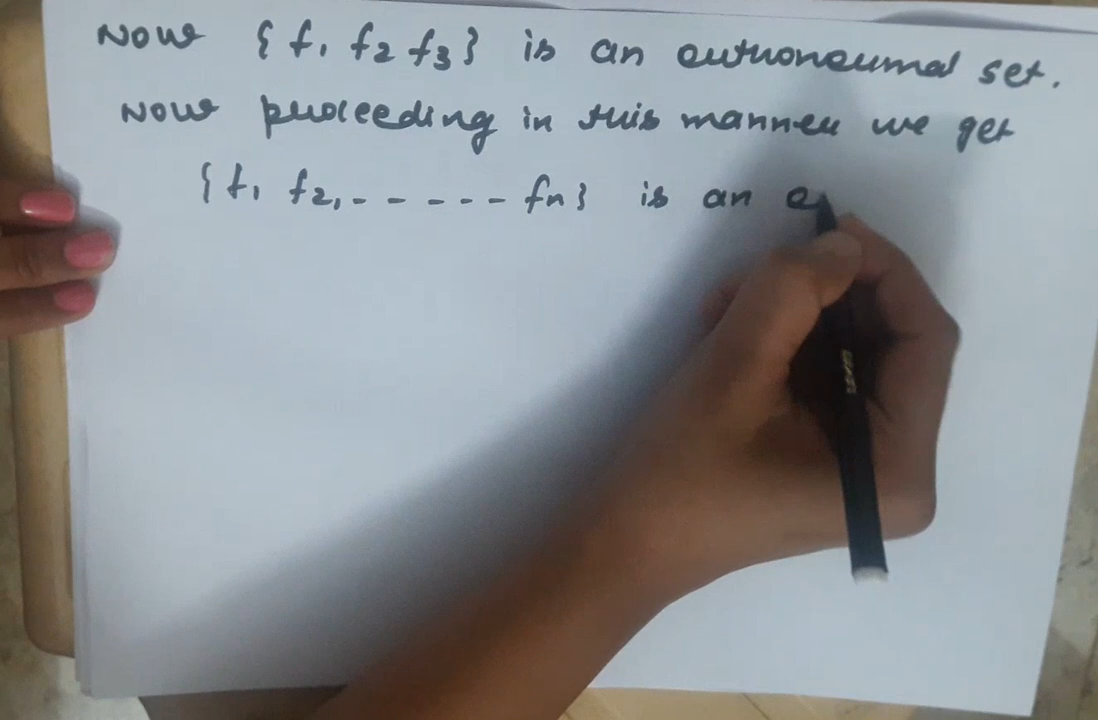 Now {f1 f2 f3} is an orthonormal set.
Now proceeding in this manner we get
{f1 f2, - - - - - - fn} is an o